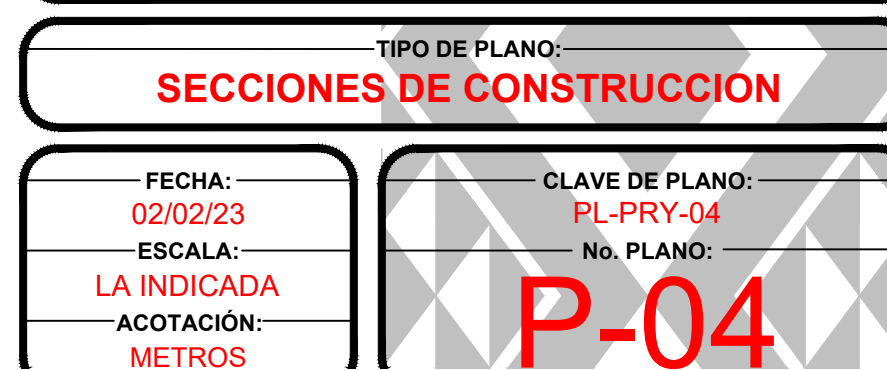 TIPO DE PLANO:
SECCIONES DE CONSTRUCCION
FECHA:
02/02/23
ESCALA:
LA INDICADA
ACOTACIÓN:
METROS
CLAVE DE PLANO:
PL-PRY-04
No. PLANO:
P-04